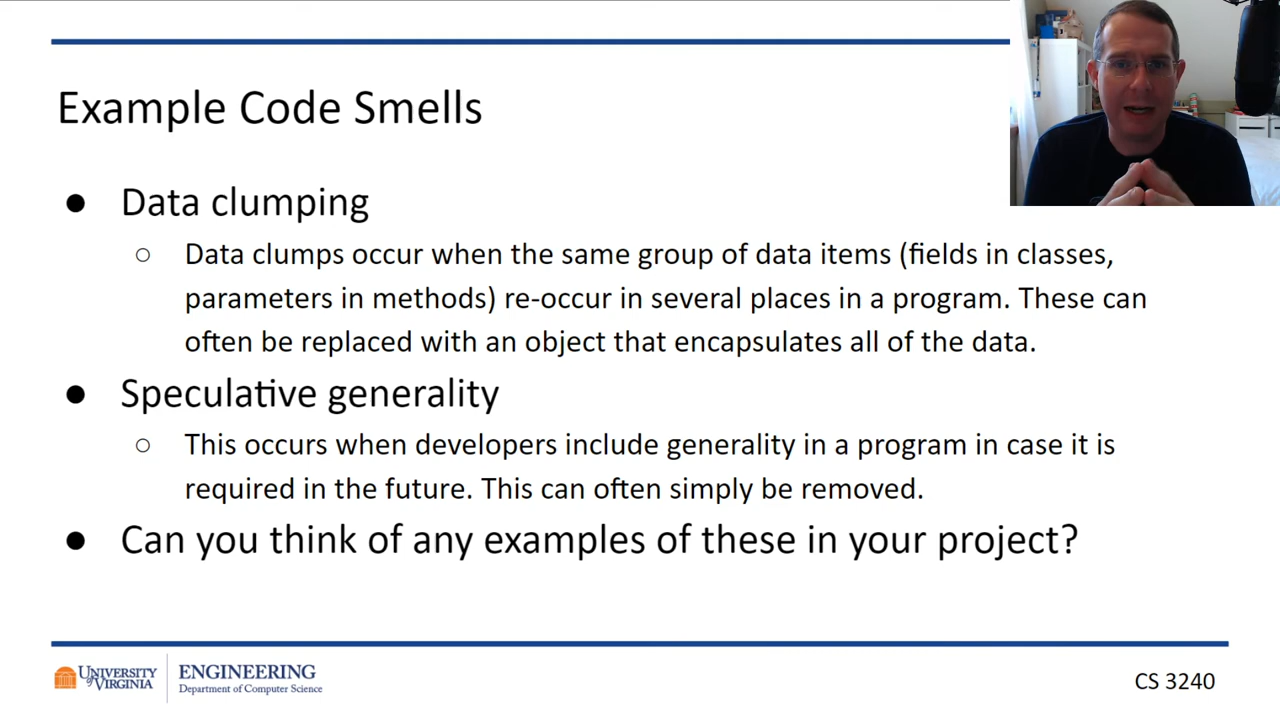 Example Code Smells
● Data clumping
○ Data clumps occur when the same group of data items (fields in classes,
parameters in methods) re-occur in several places in a program. These can
often be replaced with an object that encapsulates all of the data.
● Speculative generality
○ This occurs when developers include generality in a program in case it is
required in the future. This can often simply be removed.
● Can you think of any examples of these in your project?
UNIVERSITY
of VIRGINIA
ENGINEERING
Department of Computer Science
CS 3240